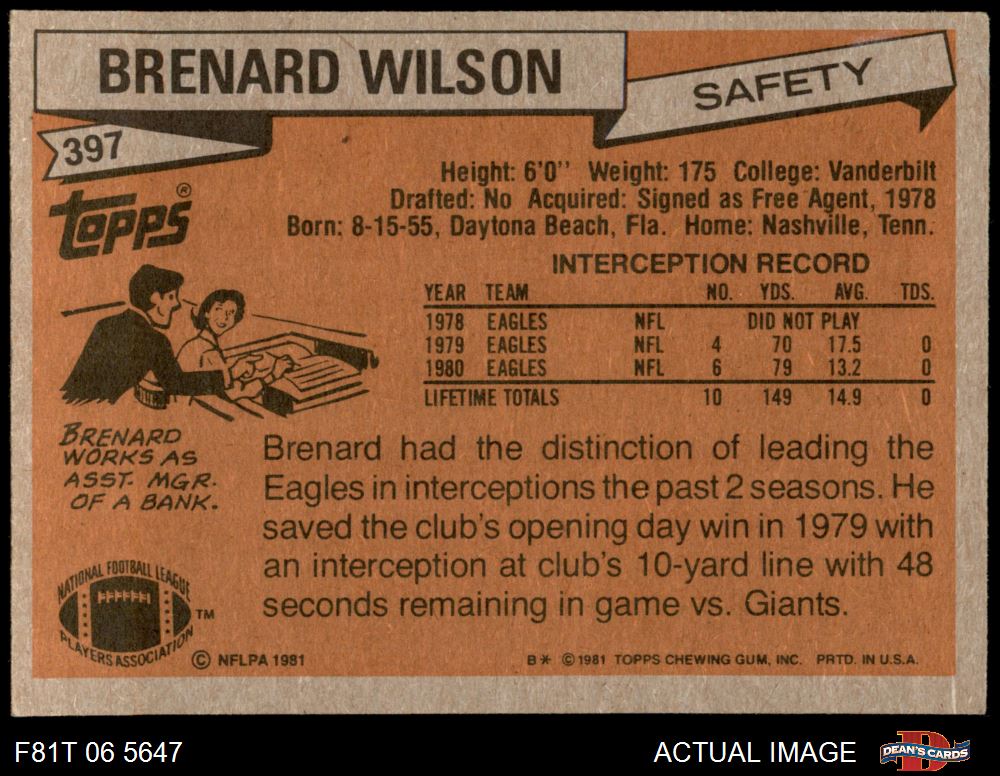 BRENARD WILSON
SAFETY
397
TOPPS®
Height: 6'0'' Weight: 175 College: Vanderbilt
Drafted: No Acquired: Signed as Free Agent, 1978
Born: 8-15-55, Daytona Beach, Fla. Home: Nashville, Tenn.
INTERCEPTION RECORD
YEAR TEAM NO. YDS. AVG. TDS.
1978 EAGLES NFL DID NOT PLAY
1979 EAGLES NFL 4 70 17.5 0
1980 EAGLES NFL 6 79 13.2 0
LIFETIME TOTALS 10 149 14.9 0
BRENARD
WORKS AS
ASST. MGR.
OF A BANK.
Brenard had the distinction of leading the
Eagles in interceptions the past 2 seasons. He
saved the club's opening day win in 1979 with
an interception at club's 10-yard line with 48
seconds remaining in game vs. Giants.
NATIONAL FOOTBALL LEAGUE
PLAYERS ASSOCIATION
TM
© NFLPA 1981
B* © 1981 TOPPS CHEWING GUM, INC. PRTD. IN U.S.A.
F81T 06 5647
ACTUAL IMAGE
DEAN'S CARDS